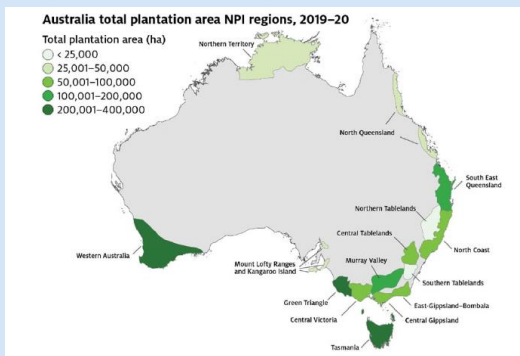 Australia total plantation area NPI regions, 2019–20
Total plantation area (ha)
< 25,000
25,001–50,000
50,001–100,000
100,001–200,000
200,001–400,000
Northern Territory
North Queensland
South East
Queensland
Northern Tablelands
Central Tablelands
North Coast
Western Australia
Mount Lofty Ranges
and Kangaroo Island
Murray Valley
Southern Tablelands
Green Triangle
East-Gippsland–Bombala
Central Victoria
Central Gippsland
Tasmania